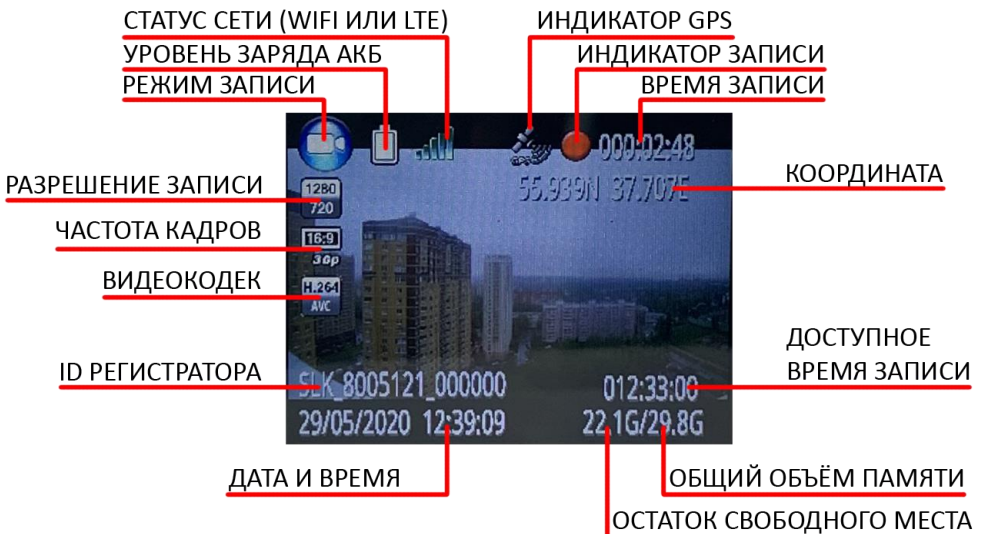 СТАТУС СЕТИ (WIFI ИЛИ LTE)
ИНДИКАТОР GPS
УРОВЕНЬ ЗАРЯДА АКБ
ИНДИКАТОР ЗАПИСИ
РЕЖИМ ЗАПИСИ
ВРЕМЯ ЗАПИСИ
GPS
000:02:48
55.939N 37.707E
КООРДИНАТА
РАЗРЕШЕНИЕ ЗАПИСИ
1280
720
ЧАСТОТА КАДРОВ
16:9
30p
ВИДЕОКОДЕК
H.264
AVC
ДОСТУПНОЕ
ВРЕМЯ ЗАПИСИ
ID РЕГИСТРАТОРА
SLK_8005121_000000
012:33:00
29/05/2020 12:39:09
22.1G/29.8G
ДАТА И ВРЕМЯ
ОБЩИЙ ОБЪЁМ ПАМЯТИ
ОСТАТОК СВОБОДНОГО МЕСТА